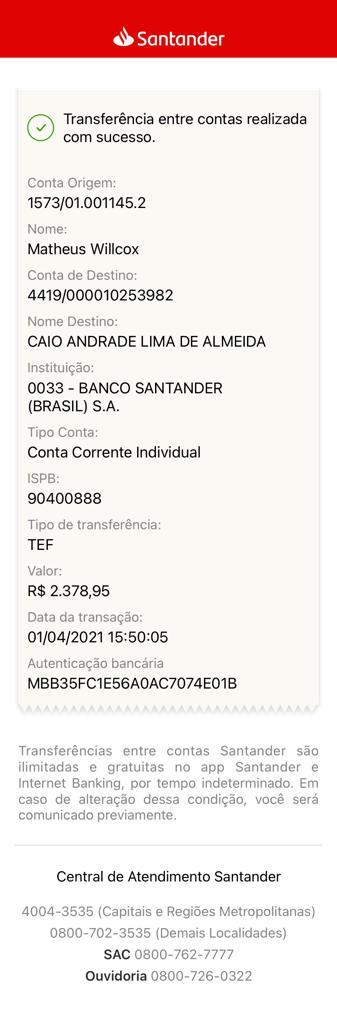 Santander
Transferência entre contas realizada
com sucesso.
Conta Origem:
1573/01.001145.2
Nome:
Matheus Willcox
Conta de Destino:
4419/000010253982
Nome Destino:
CAIO ANDRADE LIMA DE ALMEIDA
Instituição:
0033 - BANCO SANTANDER
(BRASIL) S.A.
Tipo Conta:
Conta Corrente Individual
ISPB:
90400888
Tipo de transferência:
TEF
Valor:
R$ 2.378,95
Data da transação:
01/04/2021 15:50:05
Autenticação bancária
MBB35FC1E56A0AC7074E01B
Transferências entre contas Santander são
ilimitadas e gratuitas no app Santander e
Internet Banking, por tempo indeterminado. Em
caso de alteração dessa condição, você será
comunicado previamente.
Central de Atendimento Santander
4004-3535 (Capitais e Regiões Metropolitanas)
0800-702-3535 (Demais Localidades)
SAC 0800-762-7777
Ouvidoria 0800-726-0322